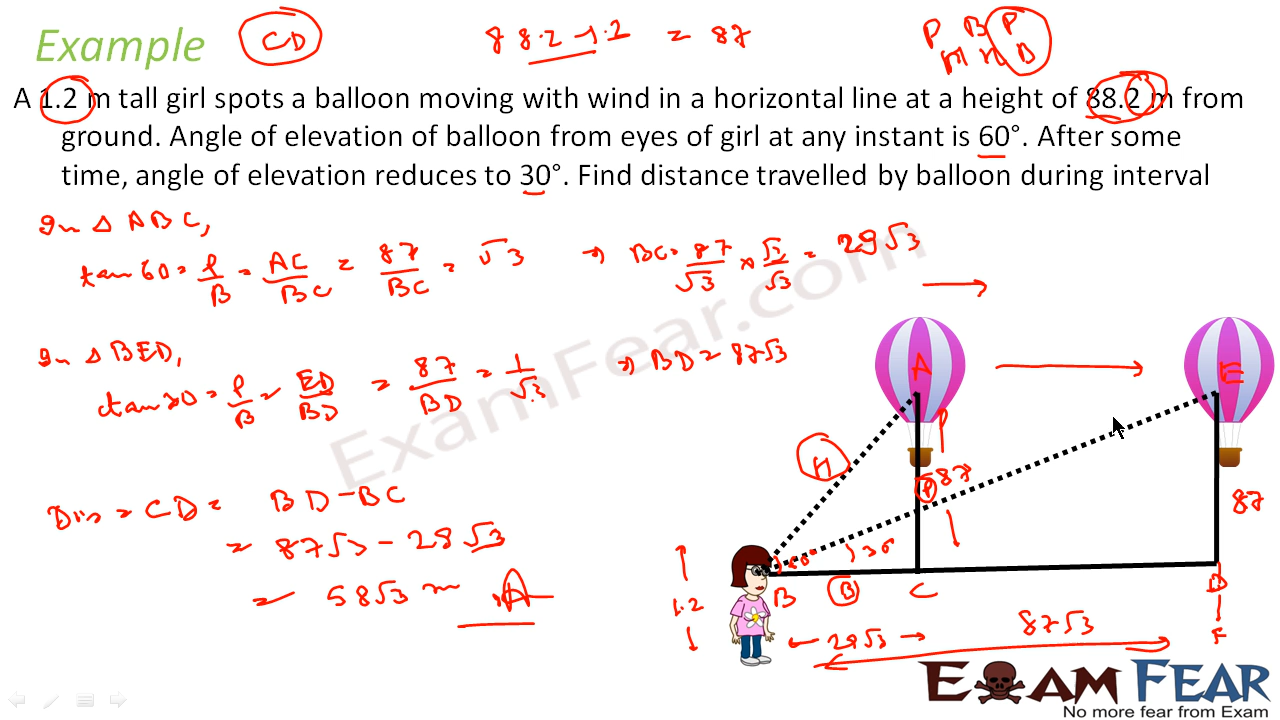 Example
CD
88.2-1.2 = 87
P B P
H H B
A 1.2 m tall girl spots a balloon moving with wind in a horizontal line at a height of 88.2 m from
ground. Angle of elevation of balloon from eyes of girl at any instant is 60°. After some
time, angle of elevation reduces to 30°. Find distance travelled by balloon during interval
In Δ ABC,
tan 60 = P/B = AC/BC = 87/BC = √3 ⇒ BC = 87/√3 × √3/√3 = 29√3
In Δ BED,
tan 30 = P/B = ED/BD = 87/BD = 1/√3 ⇒ BD = 87√3
Dis = CD = BD - BC
= 87√3 - 29√3
= 58√3 m A
ExamFear.com
A
E
H
P
P
87
87
60°
30
1.2
B
B
C
D
F
29√3
87√3
EXAM FEAR
No more fear from Exam